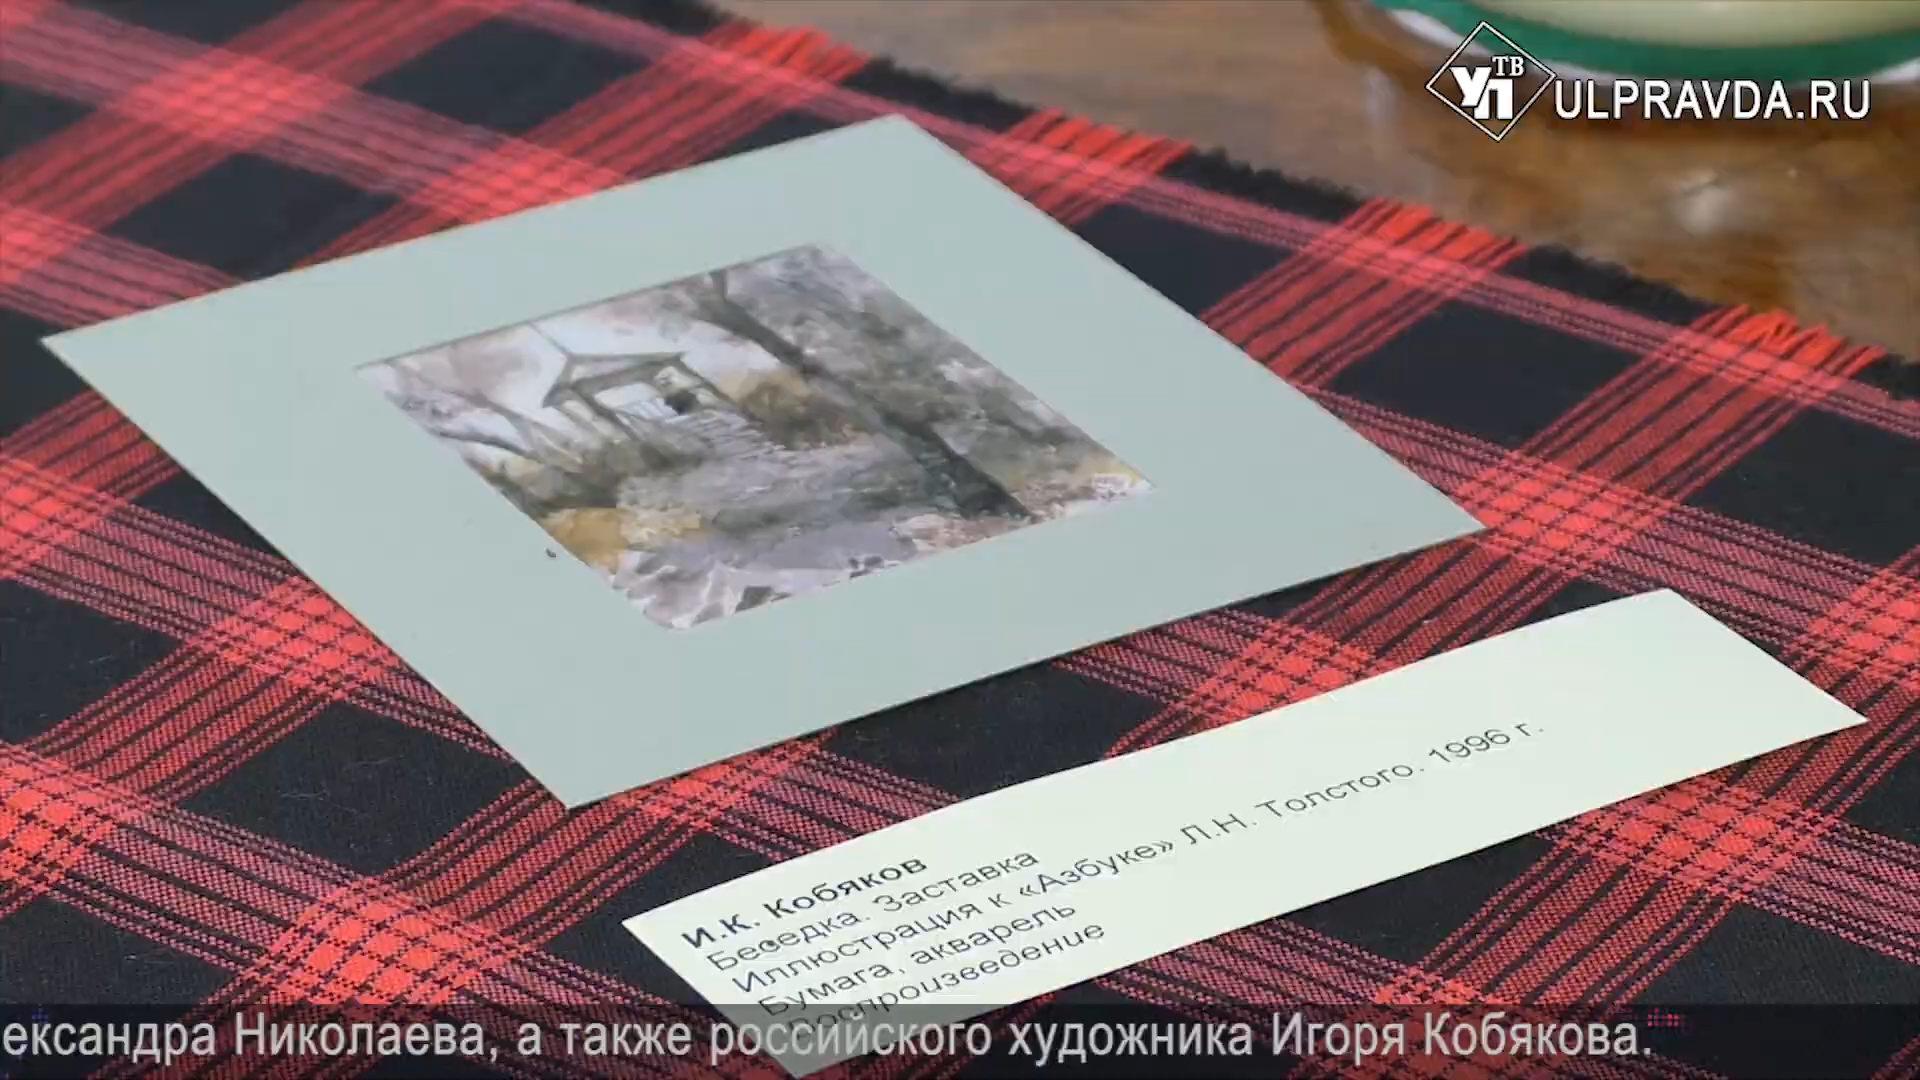 ТВ
УП
ULPRAVDA.RU
И.К. Кобяков
Беседка. Заставка
Иллюстрация к «Азбуке» Л.Н. Толстого. 1996 г.
Бумага, акварель
Воспроизведение
ександра Николаева, а также российского художника Игоря Кобякова.